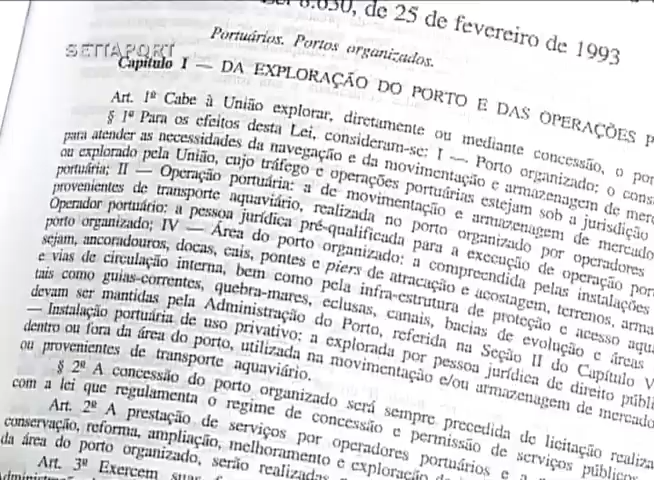 8.630, de 25 de fevereiro de 1993
Portuários. Portos organizados.
SETTAPORT
Capítulo I — DA EXPLORAÇÃO DO PORTO E DAS OPERAÇÕES P
Art. 1º Cabe à União explorar, diretamente ou mediante concessão, o por
§ 1º Para os efeitos desta Lei, consideram-se: I — Porto organizado: o cons
para atender as necessidades da navegação e da movimentação e armazenagem de merc
ou explorado pela União, cujo tráfego e operações portuárias estejam sob a jurisdição
portuária; II — Operação portuária: a de movimentação e armazenagem de mercado
provenientes de transporte aquaviário, realizada no porto organizado por operadores
Operador portuário: a pessoa jurídica pré-qualificada para a execução de operação port
porto organizado; IV — Área do porto organizado: a compreendida pelas instalações
sejam, ancoradouros, docas, cais, pontes e piers de atracação e acostagem, terrenos, arma
e vias de circulação interna, bem como pela infra-estrutura de proteção e acesso aqua
tais como guias-correntes, quebra-mares, eclusas, canais, bacias de evolução e áreas
devam ser mantidas pela Administração do Porto, referida na Seção II do Capítulo V
— Instalação portuária de uso privativo: a explorada por pessoa jurídica de direito públi
dentro ou fora da área do porto, utilizada na movimentação e/ou armazenagem de mercado
ou provenientes de transporte aquaviário.
§ 2º A concessão do porto organizado será sempre precedida de licitação realiza
com a lei que regulamenta o regime de concessão e permissão de serviços públicos
Art. 2º A prestação de serviços por operadores portuários e a
conservação, reforma, ampliação, melhoramento e exploração
da área do porto organizado, serão realizadas
Art. 3º Exercem suas